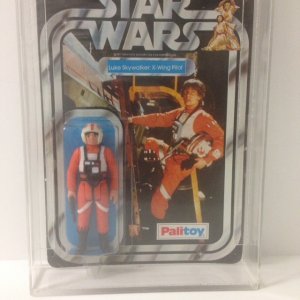 STAR
WARS
Luke Skywalker: X-Wing Pilot
Palitoy